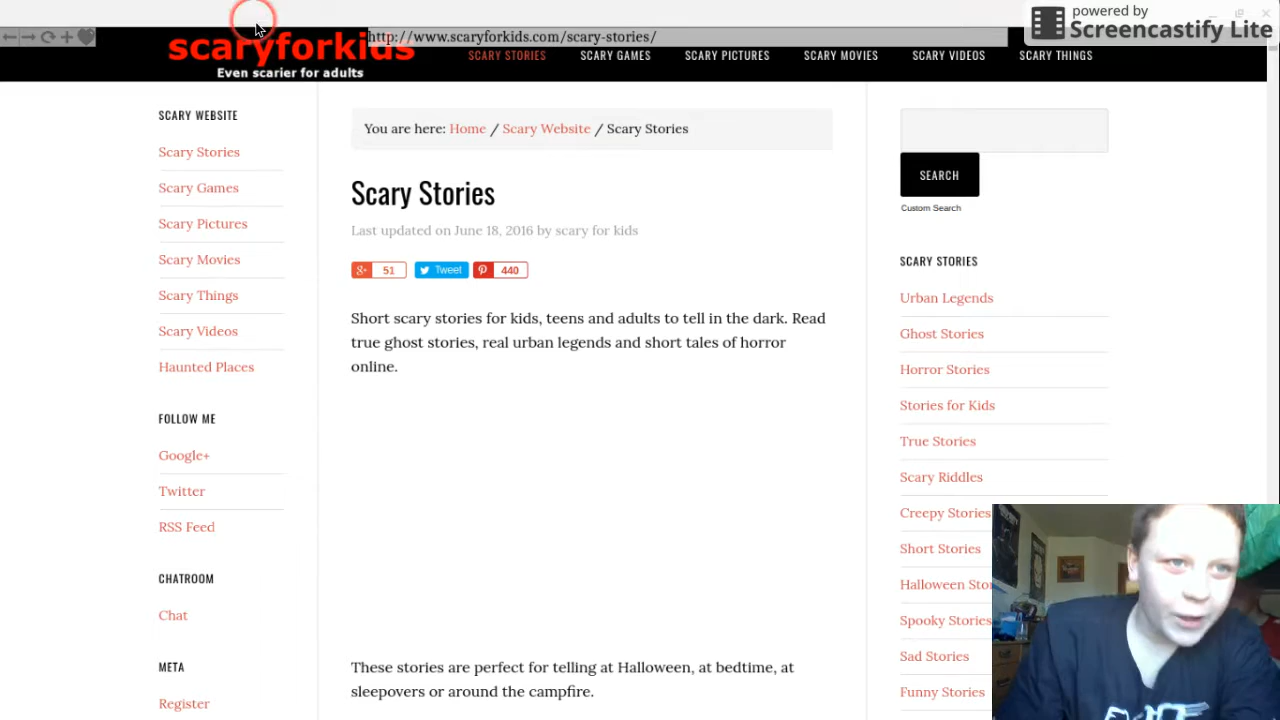 powered by
Screencastify Lite
http://www.scaryforkids.com/scary-stories/
scaryforkids
Even scarier for adults
SCARY STORIES
SCARY GAMES
SCARY PICTURES
SCARY MOVIES
SCARY VIDEOS
SCARY THINGS
SCARY WEBSITE
Scary Stories
Scary Games
Scary Pictures
Scary Movies
Scary Things
Scary Videos
Haunted Places
FOLLOW ME
Google+
Twitter
RSS Feed
CHATROOM
Chat
META
Register
You are here: Home / Scary Website / Scary Stories
Scary Stories
Last updated on June 18, 2016 by scary for kids
51
Tweet
440
Short scary stories for kids, teens and adults to tell in the dark. Read
true ghost stories, real urban legends and short tales of horror
online.
These stories are perfect for telling at Halloween, at bedtime, at
sleepovers or around the campfire.
SEARCH
Custom Search
SCARY STORIES
Urban Legends
Ghost Stories
Horror Stories
Stories for Kids
True Stories
Scary Riddles
Creepy Stories
Short Stories
Halloween Stor
Spooky Stories
Sad Stories
Funny Stories